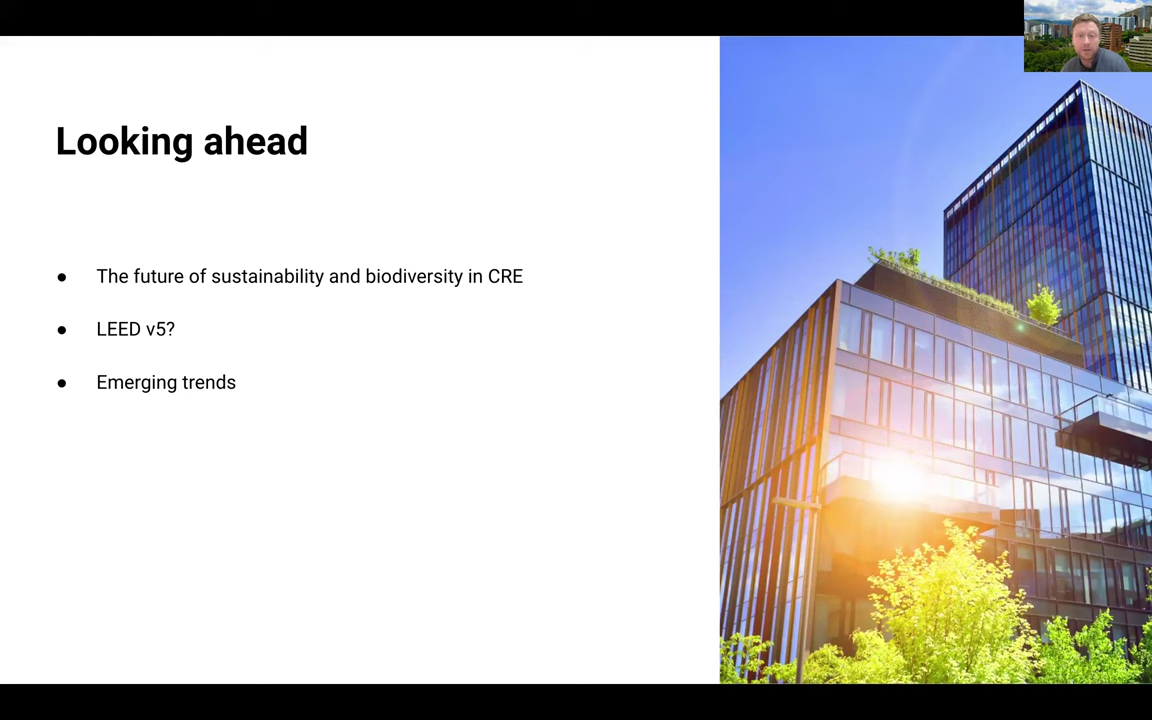 Looking ahead
● The future of sustainability and biodiversity in CRE
● LEED v5?
● Emerging trends